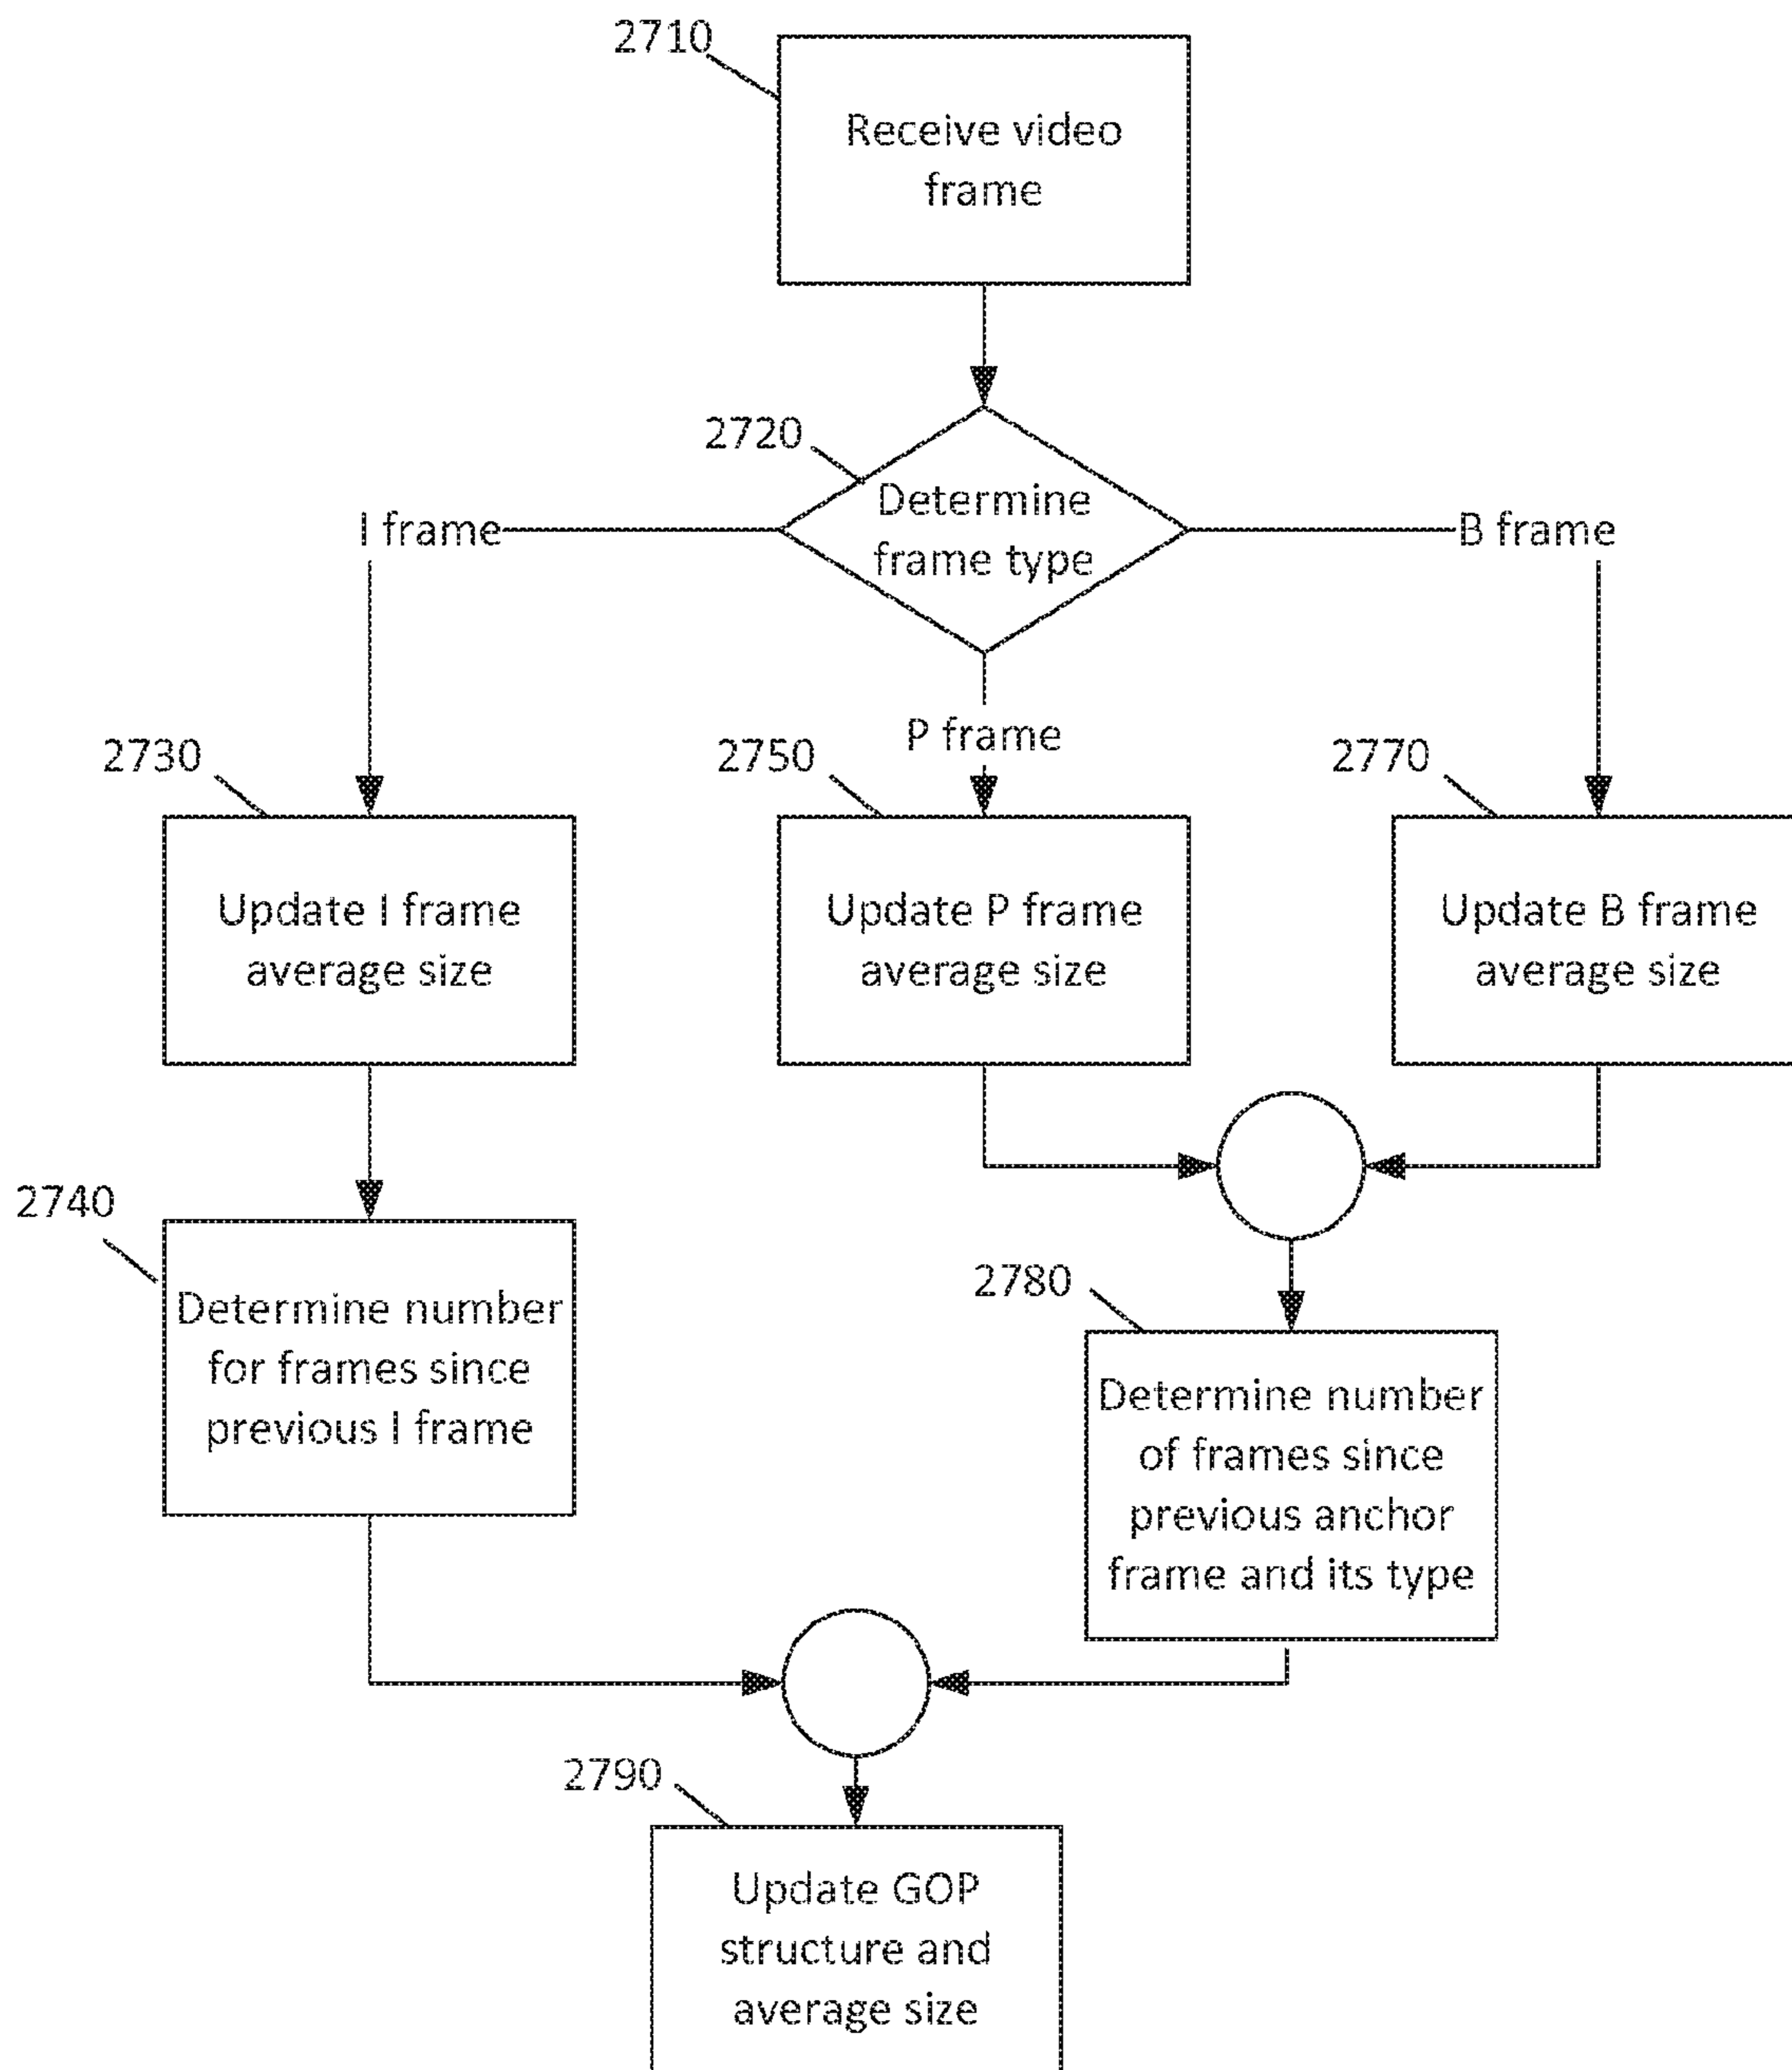 2710
Receive video
frame
2720
Determine
frame type
I frame
B frame
P frame
2730
2750
2770
Update I frame
average size
Update P frame
average size
Update B frame
average size
2740
Determine number
for frames since
previous I frame
2780
Determine number
of frames since
previous anchor
frame and its type
2790
Update GOP
structure and
average size